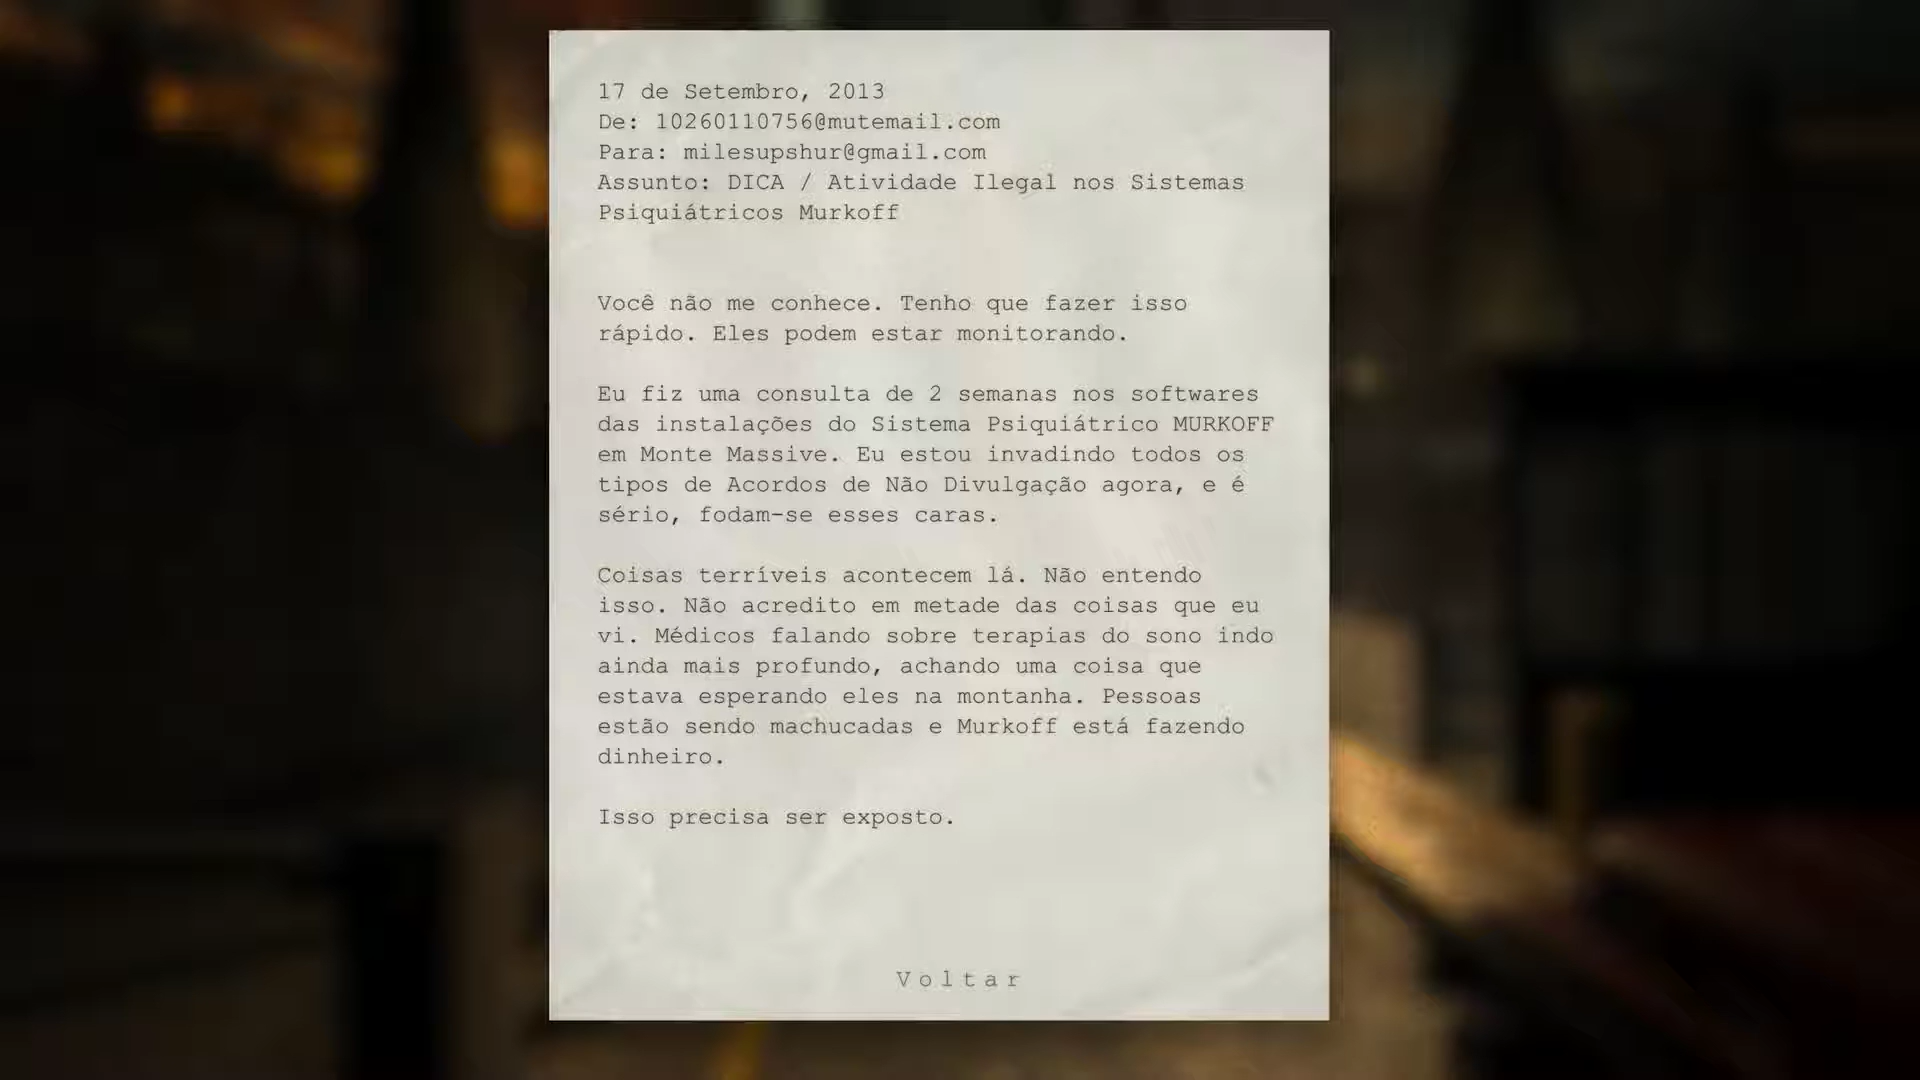 17 de Setembro, 2013
De: 10260110756@mutemail.com
Para: milesupshur@gmail.com
Assunto: DICA / Atividade Ilegal nos Sistemas
Psiquiátricos Murkoff
Você não me conhece. Tenho que fazer isso
rápido. Eles podem estar monitorando.
Eu fiz uma consulta de 2 semanas nos softwares
das instalações do Sistema Psiquiátrico MURKOFF
em Monte Massive. Eu estou invadindo todos os
tipos de Acordos de Não Divulgação agora, e é
sério, fodam-se esses caras.
Coisas terríveis acontecem lá. Não entendo
isso. Não acredito em metade das coisas que eu
vi. Médicos falando sobre terapias do sono indo
ainda mais profundo, achando uma coisa que
estava esperando eles na montanha. Pessoas
estão sendo machucadas e Murkoff está fazendo
dinheiro.
Isso precisa ser exposto.
Voltar